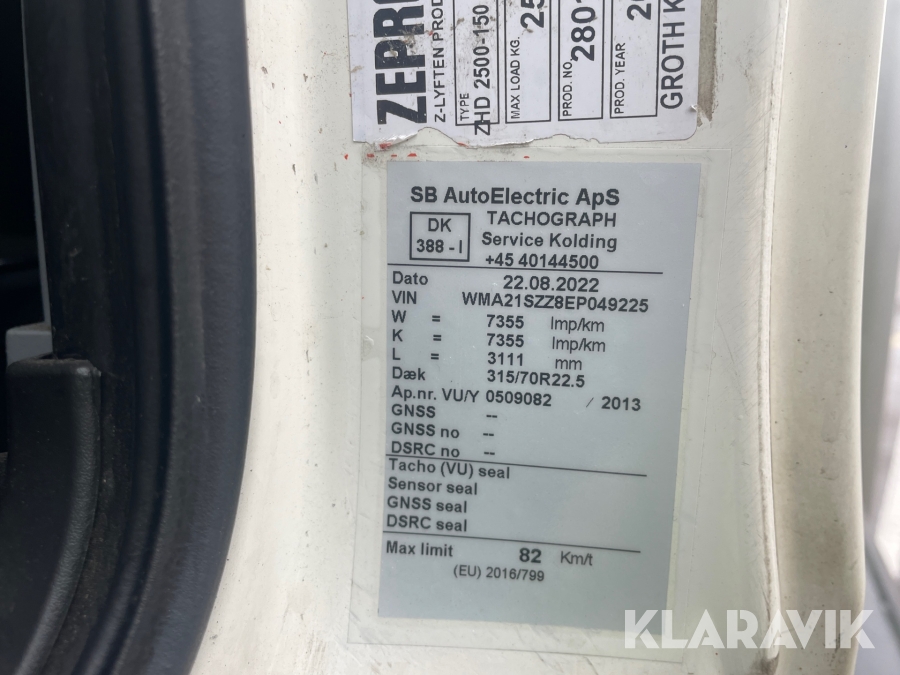 Z-LYFTEN PROD
TYPE
ZHD 2500-150
MAX LOAD KG.
PROD. NO.
PROD. YEAR
GROTH
SB AutoElectric ApS
DK
388 - I
TACHOGRAPH
Service Kolding
+45 40144500
Dato 22.08.2022
VIN WMA21SZZ8EP049225
W = 7355 Imp/km
K = 7355 Imp/km
L = 3111 mm
Dæk 315/70R22.5
Ap.nr. VU/Y 0509082 / 2013
GNSS --
GNSS no --
DSRC no --
Tacho (VU) seal
Sensor seal
GNSS seal
DSRC seal
Max limit 82 Km/t
(EU) 2016/799
KLARAVIK